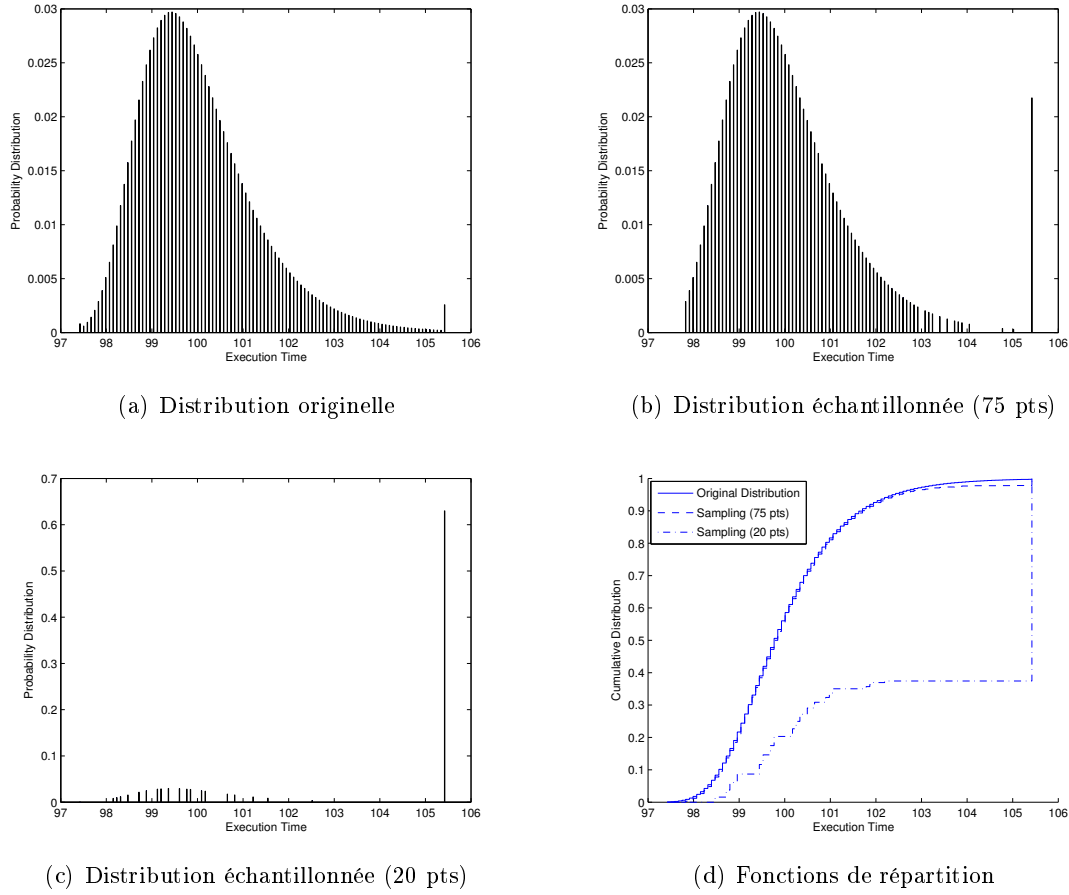 0.03
0.025
0.02
0.015
0.01
0.005
0
Probability Distribution
97 98 99 100 101 102 103 104 105 106
Execution Time
(a) Distribution originelle
0.03
0.025
0.02
0.015
0.01
0.005
0
Probability Distribution
97 98 99 100 101 102 103 104 105 106
Execution Time
(b) Distribution échantillonnée (75 pts)
0.7
0.6
0.5
0.4
0.3
0.2
0.1
0
Probability Distribution
97 98 99 100 101 102 103 104 105 106
Execution Time
(c) Distribution échantillonnée (20 pts)
1
0.9
0.8
0.7
0.6
0.5
0.4
0.3
0.2
0.1
0
Cumulative Distribution
Original Distribution
Sampling (75 pts)
Sampling (20 pts)
97 98 99 100 101 102 103 104 105 106
Execution Time
(d) Fonctions de répartition